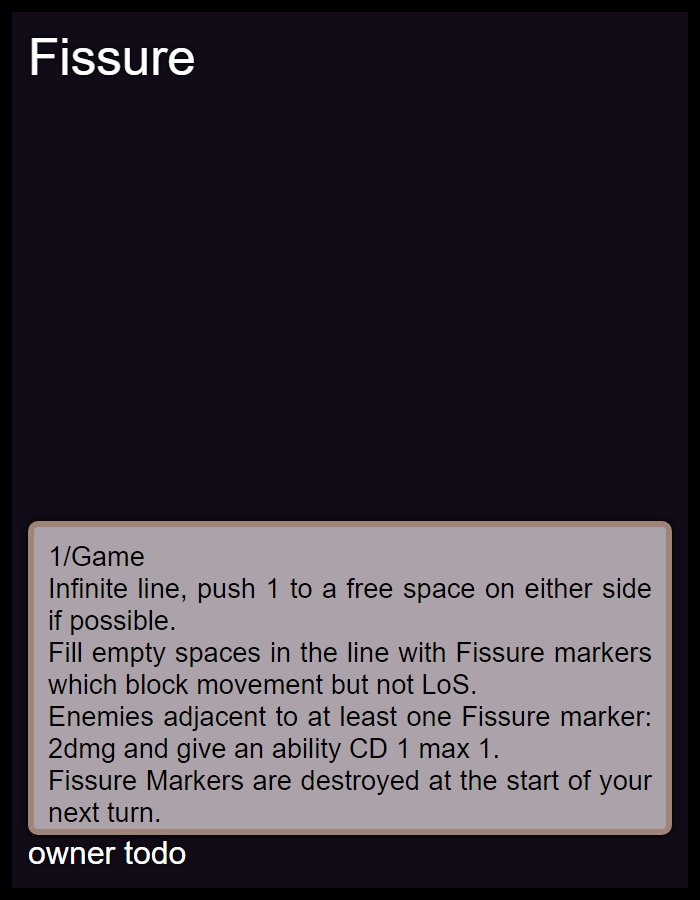 Fissure
1/Game
Infinite line, push 1 to a free space on either side
if possible.
Fill empty spaces in the line with Fissure markers
which block movement but not LoS.
Enemies adjacent to at least one Fissure marker:
2dmg and give an ability CD 1 max 1.
Fissure Markers are destroyed at the start of your
next turn.
owner todo